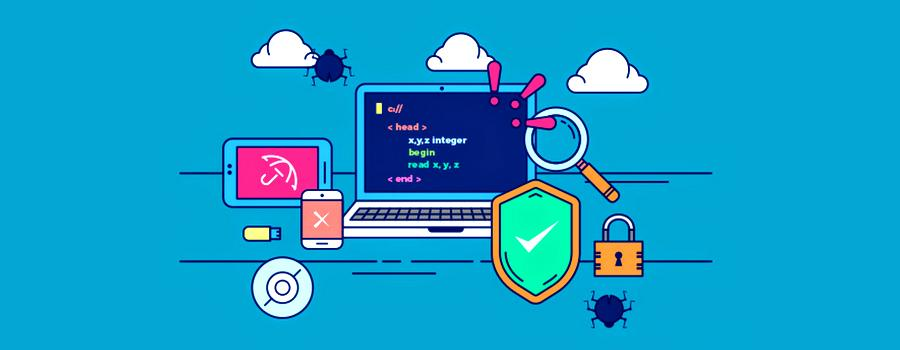 c://
< head >
x,y,z integer
begin
read x, y, z
< end >